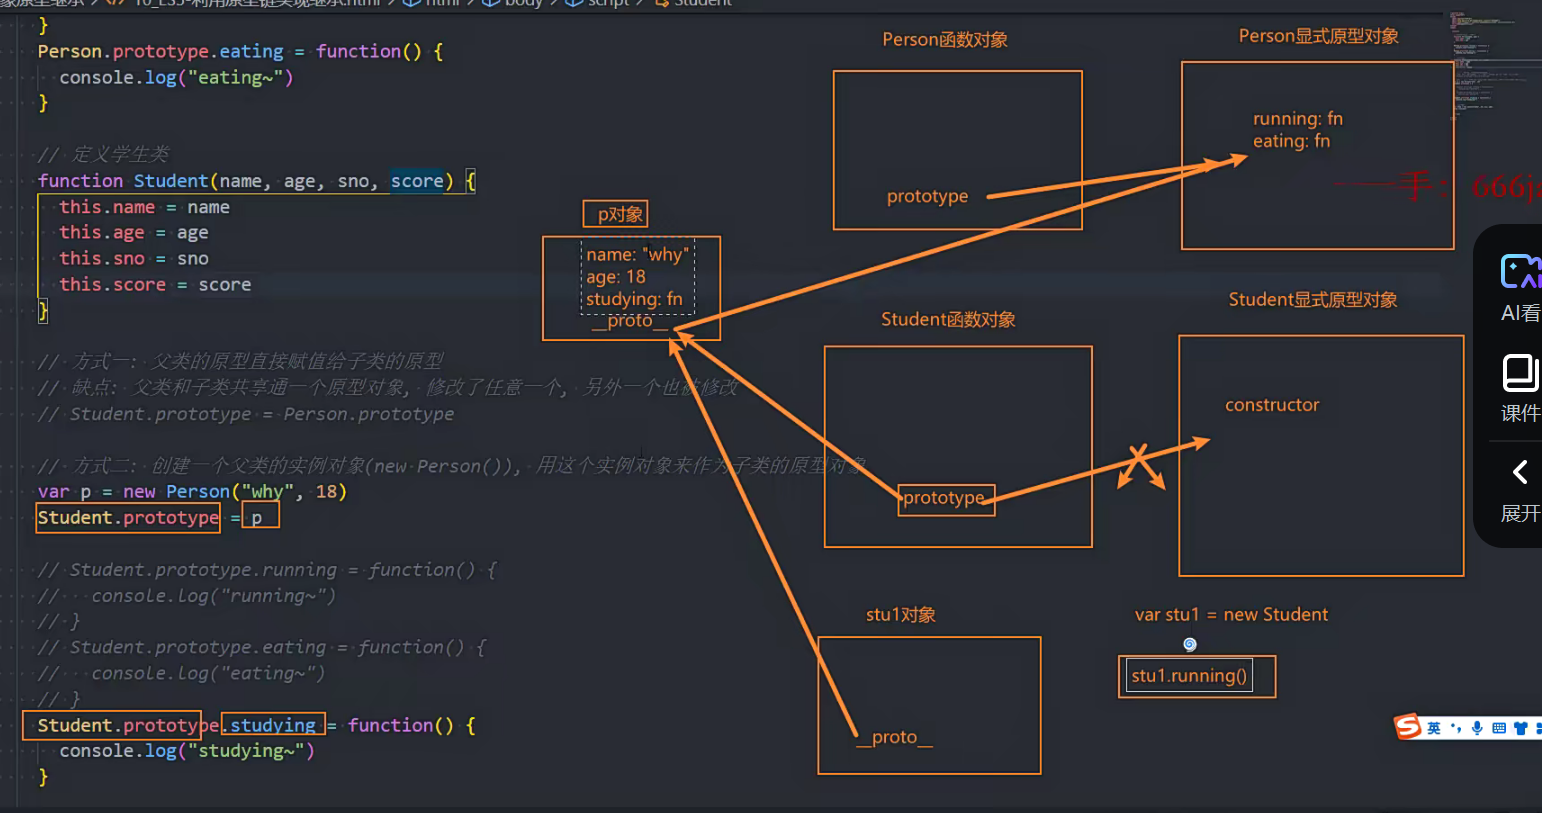 html
body
script
Student
}
Person.prototype.eating = function() {
console.log("eating~")
}
// 定义学生类
function Student(name, age, sno, score) {
this.name = name
this.age = age
this.sno = sno
this.score = score
}
// 方式一: 父类的原型直接赋值给子类的原型
// 缺点: 父类和子类共享通一个原型对象, 修改了任意一个, 另外一个也被修改
// Student.prototype = Person.prototype
// 方式二: 创建一个父类的实例对象(new Person()), 用这个实例对象来作为子类的原型对象
var p = new Person("why", 18)
Student.prototype = p
// Student.prototype.running = function() {
// console.log("running~")
// }
// Student.prototype.eating = function() {
// console.log("eating~")
// }
Student.prototype.studying = function() {
console.log("studying~")
}
p对象
name: "why"
age: 18
studying: fn
__proto__
Person函数对象
prototype
Person显式原型对象
running: fn
eating: fn
Student函数对象
prototype
Student显式原型对象
constructor
stu1对象
__proto__
var stu1 = new Student
stu1.running()
AI看
课件
展开
英